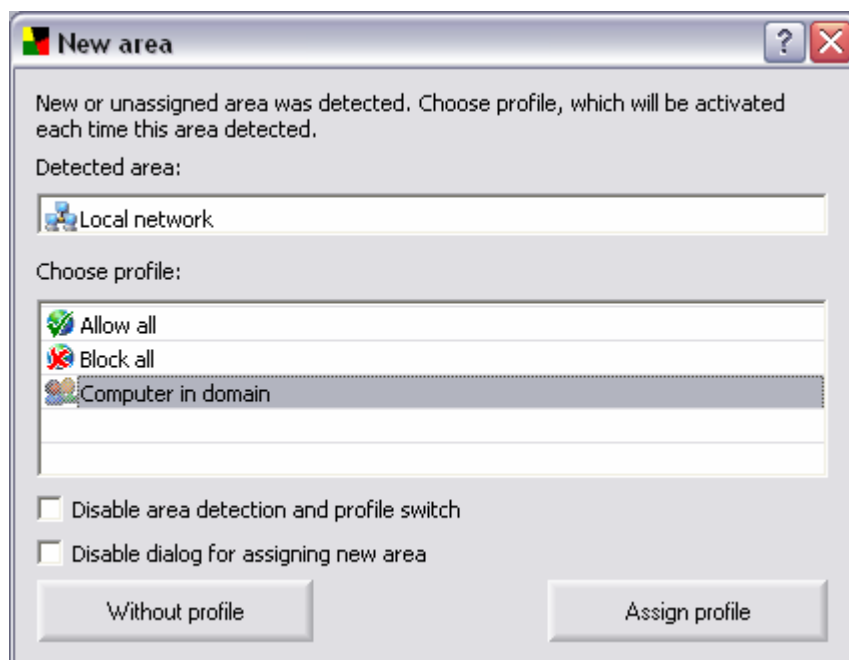 New area
New or unassigned area was detected. Choose profile, which will be activated
each time this area detected.
Detected area:
Local network
Choose profile:
Allow all
Block all
Computer in domain
Disable area detection and profile switch
Disable dialog for assigning new area
Without profile
Assign profile